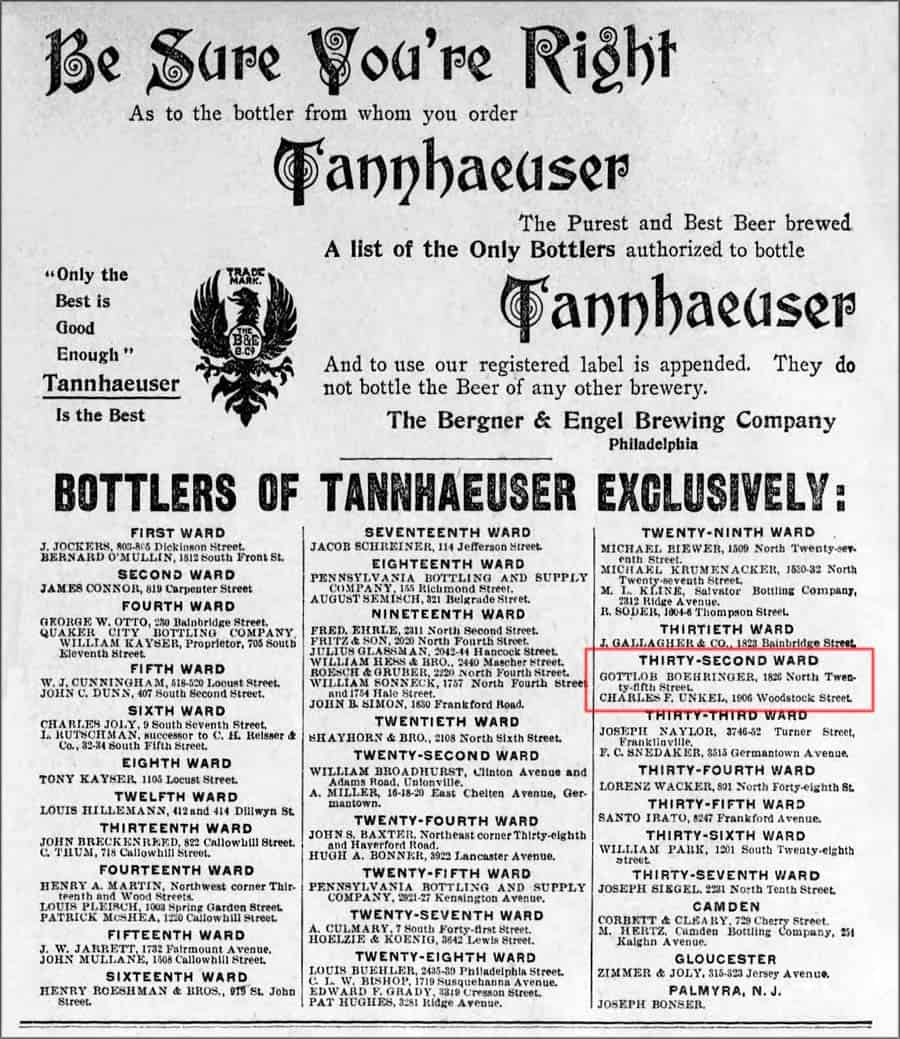 Be Sure You're Right
As to the bottler from whom you order
Tannhaeuser
The Purest and Best Beer brewed
A list of the Only Bottlers authorized to bottle
"Only the
Best is
Good
Enough"
Tannhaeuser
Is the Best
TRADE
MARK.
THE
B&E
B.Co
Tannhaeuser
And to use our registered label is appended. They do
not bottle the Beer of any other brewery.
The Bergner & Engel Brewing Company
Philadelphia
BOTTLERS OF TANNHAEUSER EXCLUSIVELY:
FIRST WARD
J. JOCKERS, 803-805 Dickinson Street.
BERNARD O'MULLIN, 1812 South Front St.
SECOND WARD
JAMES CONNOR, 819 Carpenter Street
FOURTH WARD
GEORGE W. OTTO, 230 Bainbridge Street.
QUAKER CITY BOTTLING COMPANY,
WILLIAM KAYSER, Proprietor, 705 South
Eleventh Street.
FIFTH WARD
W. J. CUNNINGHAM, 518-520 Locust Street.
JOHN C. DUNN, 407 South Second Street.
SIXTH WARD
CHARLES JOLY, 9 South Seventh Street.
L. RUTSCHMAN, successor to C. H. Reisser &
Co., 32-34 South Fifth Street.
EIGHTH WARD
TONY KAYSER, 1105 Locust Street.
TWELFTH WARD
LOUIS HILLEMANN, 412 and 414 Dillwyn St.
THIRTEENTH WARD
JOHN BRECKENREED, 822 Callowhill Street.
C. THUM, 718 Callowhill Street.
FOURTEENTH WARD
HENRY A. MARTIN, Northwest corner Thir-
teenth and Wood Streets.
LOUIS PLEISCH, 1003 Spring Garden Street.
PATRICK McSHEA, 1220 Callowhill Street.
FIFTEENTH WARD
J. W. JARRETT, 1732 Fairmount Avenue.
JOHN MULLANE, 1508 Callowhill Street.
SIXTEENTH WARD
HENRY ROESHMAN & BROS., 979 St. John
Street.
SEVENTEENTH WARD
JACOB SCHREINER, 114 Jefferson Street.
EIGHTEENTH WARD
PENNSYLVANIA BOTTLING AND SUPPLY
COMPANY, 155 Richmond Street.
AUGUST SEMISCH, 321 Belgrade Street.
NINETEENTH WARD
FRED. EHRLE, 2311 North Second Street.
FRITZ & SON, 2020 North Fourth Street.
JULIUS GLASSMAN, 2042-44 Hancock Street.
WILLIAM HESS & BRO., 2440 Mascher Street.
ROESCH & GRUBER, 2220 North Fourth Street.
WILLIAM SONNECK, 1757 North Fourth Street
and 1754 Hale Street.
JOHN B. SIMON, 1830 Frankford Road.
TWENTIETH WARD
SHAYHORN & BRO., 2108 North Sixth Street.
TWENTY-SECOND WARD
WILLIAM BROADHURST, Clinton Avenue and
Adams Road, Unionville.
A. MILLER, 16-18-20 East Chelten Avenue, Ger-
mantown.
TWENTY-FOURTH WARD
JOHN S. BAXTER, Northeast corner Thirty-eighth
and Haverford Road.
HUGH A. BONNER, 3922 Lancaster Avenue.
TWENTY-FIFTH WARD
PENNSYLVANIA BOTTLING AND SUPPLY
COMPANY, 2921-27 Kensington Avenue.
TWENTY-SEVENTH WARD
A. CULMARY, 7 South Forty-first Street.
HOELZIE & KOENIG, 3642 Lewis Street.
TWENTY-EIGHTH WARD
LOUIS BUEHLER, 2435-39 Philadelphia Street.
C. L. W. BISHOP, 1719 Susquehanna Avenue.
EDWARD F. GRADY, 3319 Cresson Street.
PAT HUGHES, 3281 Ridge Avenue.
TWENTY-NINTH WARD
MICHAEL BIEWER, 1509 North Twenty-sev-
enth Street.
MICHAEL KRUMENACKER, 1530-32 North
Twenty-seventh Street.
M. L. KLINE, Salvator Bottling Company,
2312 Ridge Avenue.
R. SODER, 1604-6 Thompson Street.
THIRTIETH WARD
J. GALLAGHER & CO., 1823 Bainbridge Street.
THIRTY-SECOND WARD
GOTTLOB BOEHRINGER, 1826 North Twen-
ty-fifth Street.
CHARLES F. UNKEL, 1906 Woodstock Street.
THIRTY-THIRD WARD
JOSEPH NAYLOR, 3746-52 Turner Street,
Franklinville.
F. C. SNEDAKER, 3515 Germantown Avenue.
THIRTY-FOURTH WARD
LORENZ WACKER, 801 North Forty-eighth St.
THIRTY-FIFTH WARD
SANTO IRATO, 8247 Frankford Avenue.
THIRTY-SIXTH WARD
WILLIAM PARK, 1201 South Twenty-eighth
street.
THIRTY-SEVENTH WARD
JOSEPH SIEGEL, 2231 North Tenth Street.
CAMDEN
CORBETT & CLEARY, 729 Cherry Street.
M. HERTZ, Camden Bottling Company, 251
Kaighn Avenue.
GLOUCESTER
ZIMMER & JOLY, 315-323 Jersey Avenue.
PALMYRA, N. J.
JOSEPH BONSER.